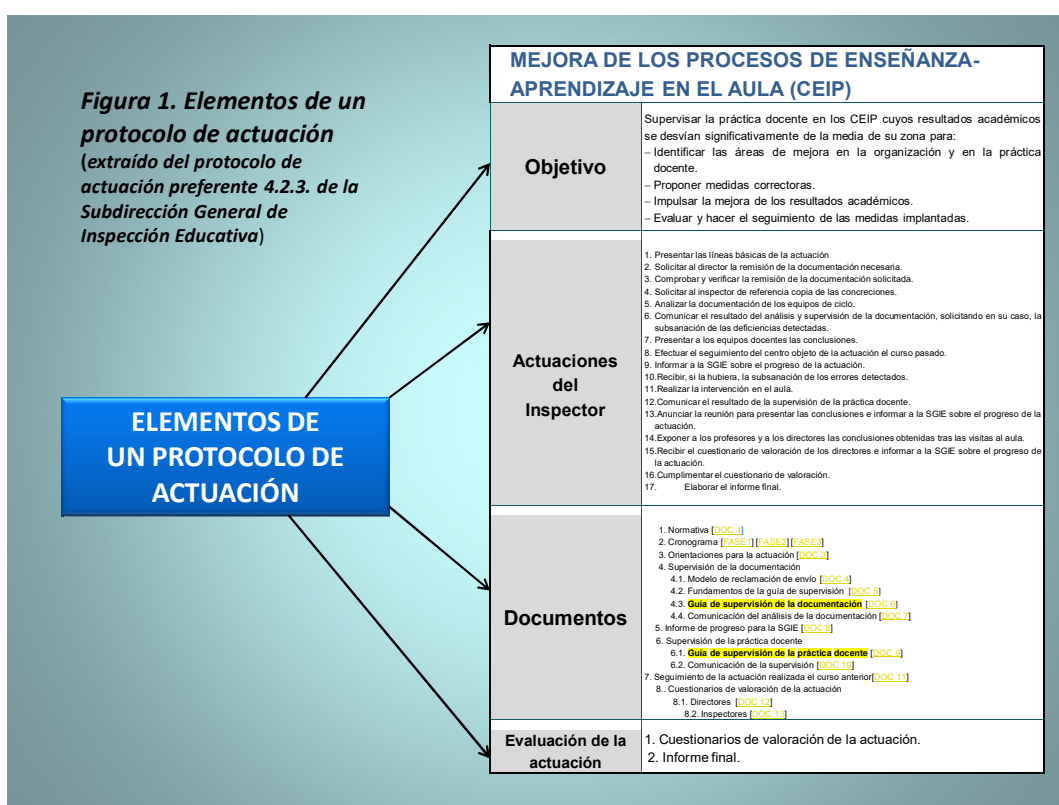 Figura 1. Elementos de un
protocolo de actuación
(extraído del protocolo de
actuación preferente 4.2.3. de la
Subdirección General de
Inspección Educativa)
ELEMENTOS DE
UN PROTOCOLO DE
ACTUACIÓN
MEJORA DE LOS PROCESOS DE ENSEÑANZA-
APRENDIZAJE EN EL AULA (CEIP)
Objetivo
Supervisar la práctica docente en los CEIP cuyos resultados académicos
se desvían significativamente de la media de su zona para:
– Identificar las áreas de mejora en la organización y en la práctica
docente.
– Proponer medidas correctoras.
– Impulsar la mejora de los resultados académicos.
– Evaluar y hacer el seguimiento de las medidas implantadas.
Actuaciones
del
Inspector
1. Presentar las líneas básicas de la actuación
2. Solicitar al director la remisión de la documentación necesaria.
3. Comprobar y verificar la remisión de la documentación solicitada.
4. Solicitar al inspector de referencia copia de las concreciones.
5. Analizar la documentación de los equipos de ciclo.
6. Comunicar el resultado del análisis y supervisión de la documentación, solicitando en su caso, la
subsanación de las deficiencias detectadas.
7. Presentar a los equipos docentes las conclusiones.
8. Efectuar el seguimiento del centro objeto de la actuación el curso pasado.
9. Informar a la SGIE sobre el progreso de la actuación.
10.Recibir, si la hubiera, la subsanación de los errores detectados.
11.Realizar la intervención en el aula.
12.Comunicar el resultado de la supervisión de la práctica docente.
13.Anunciar la reunión para presentar las conclusiones e informar a la SGIE sobre el progreso de la
actuación.
14.Exponer a los profesores y a los directores las conclusiones obtenidas tras las visitas al aula.
15.Recibir el cuestionario de valoración de los directores e informar a la SGIE sobre el progreso de
la actuación.
16.Cumplimentar el cuestionario de valoración.
17. Elaborar el informe final.
Documentos
1. Normativa [DOC 1]
2. Cronograma [FASE1] [FASE2] [FASE3]
3. Orientaciones para la actuación [DOC 3]
4. Supervisión de la documentación
4.1. Modelo de reclamación de envío [DOC 4]
4.2. Fundamentos de la guía de supervisión [DOC 5]
4.3. Guía de supervisión de la documentación [DOC 6]
4.4. Comunicación del análisis de la documentación [DOC 7]
5. Informe de progreso para la SGIE [DOC 8]
6. Supervisión de la práctica docente
6.1. Guía de supervisión de la práctica docente [DOC 9]
6.2. Comunicación de la supervisión [DOC 10]
7. Seguimiento de la actuación realizada el curso anterior[DOC 11]
8.. Cuestionarios de valoración de la actuación
8.1. Directores [DOC 12]
8.2. Inspectores [DOC 13]
Evaluación de la
actuación
1. Cuestionarios de valoración de la actuación.
2. Informe final.